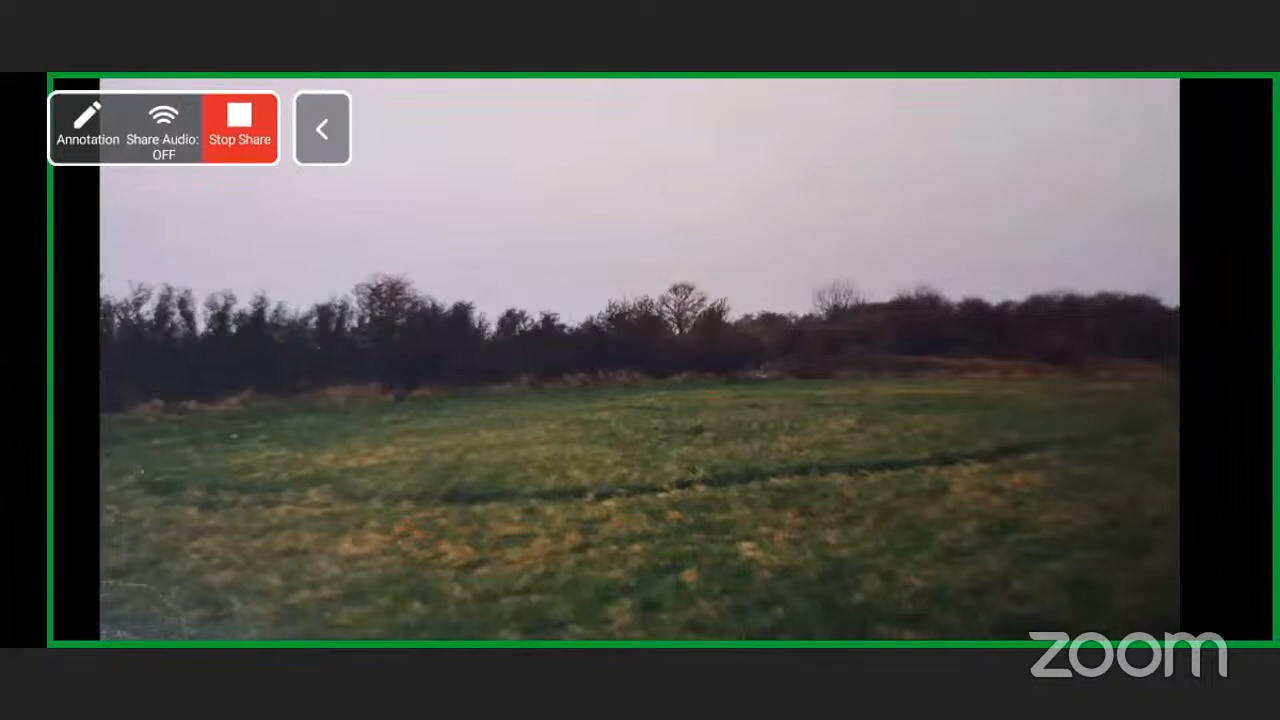 Annotation
Share Audio:
OFF
Stop Share
zoom